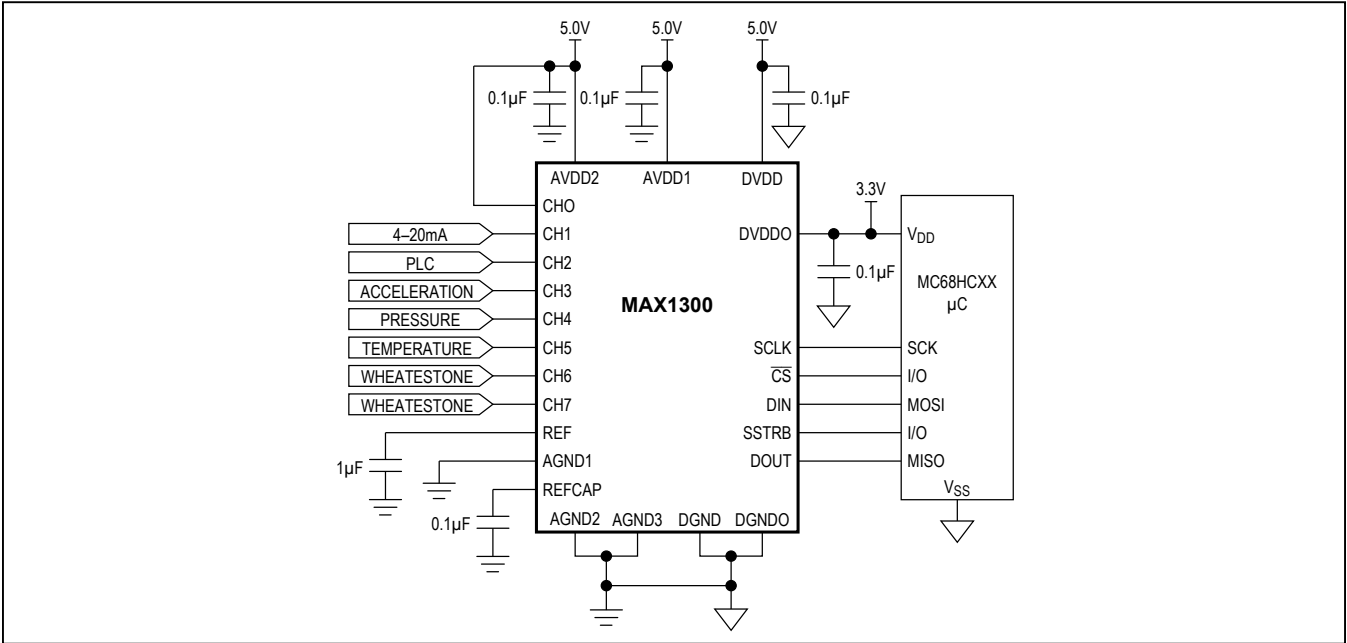 5.0V 5.0V 5.0V
0.1µF 0.1µF 0.1µF
AVDD2 AVDD1 DVDD
3.3V
CHO
4–20mA CH1 DVDDO V_DD
PLC CH2
0.1µF
ACCELERATION CH3 MC68HCXX
µC
MAX1300
PRESSURE CH4
TEMPERATURE CH5 SCLK SCK
WHEATESTONE CH6 C̅S̅ I/O
WHEATESTONE CH7 DIN MOSI
REF SSTRB I/O
1µF AGND1 DOUT MISO
REFCAP V_SS
0.1µF AGND2 AGND3 DGND DGNDO